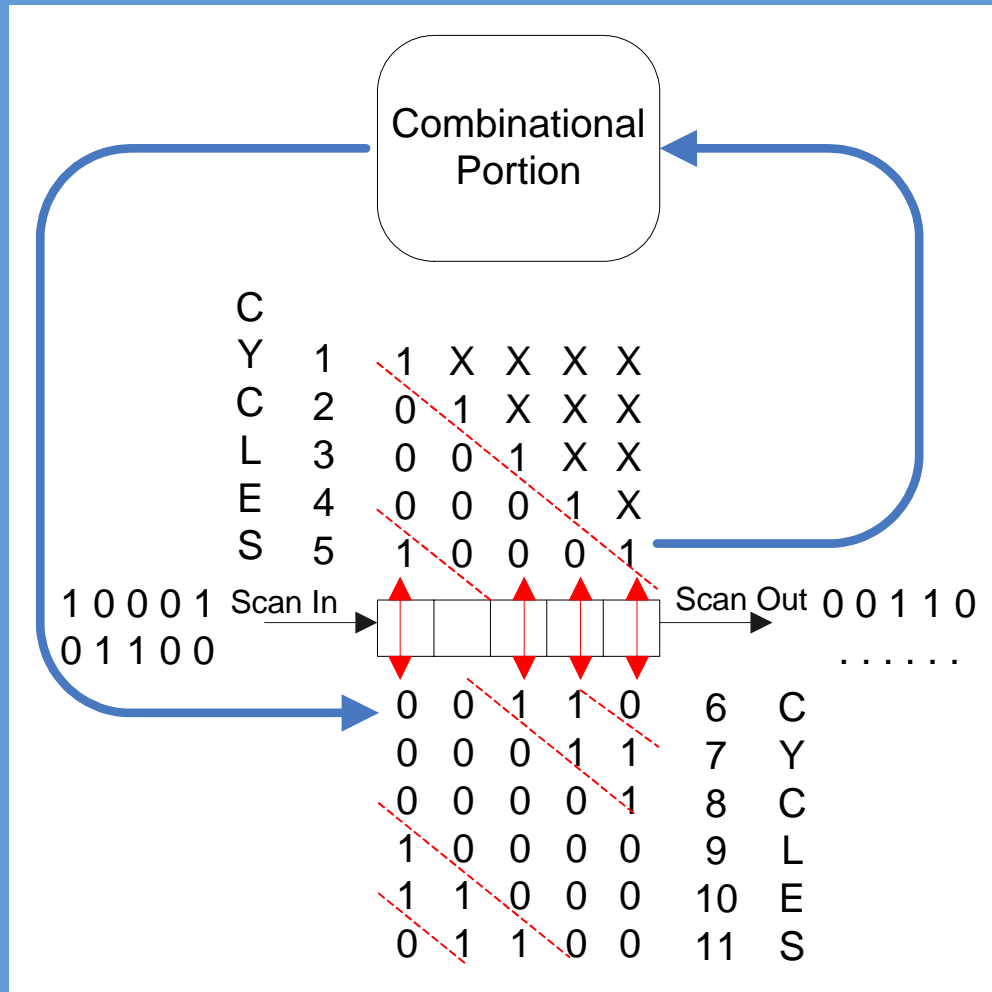 Combinational
Portion
C
Y 1 1 X X X X
C 2 0 1 X X X
L 3 0 0 1 X X
E 4 0 0 0 1 X
S 5 1 0 0 0 1
1 0 0 0 1 Scan In Scan Out 0 0 1 1 0
0 1 1 0 0 . . . . . .
0 0 1 1 0 6 C
0 0 0 1 1 7 Y
0 0 0 0 1 8 C
1 0 0 0 0 9 L
1 1 0 0 0 10 E
0 1 1 0 0 11 S